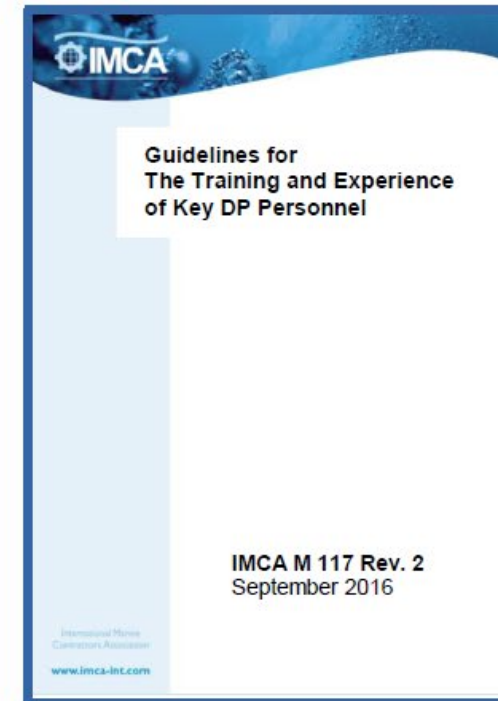 IMCA
Guidelines for
The Training and Experience
of Key DP Personnel
IMCA M 117 Rev. 2
September 2016
International Marine
Contractors Association
www.imca-int.com